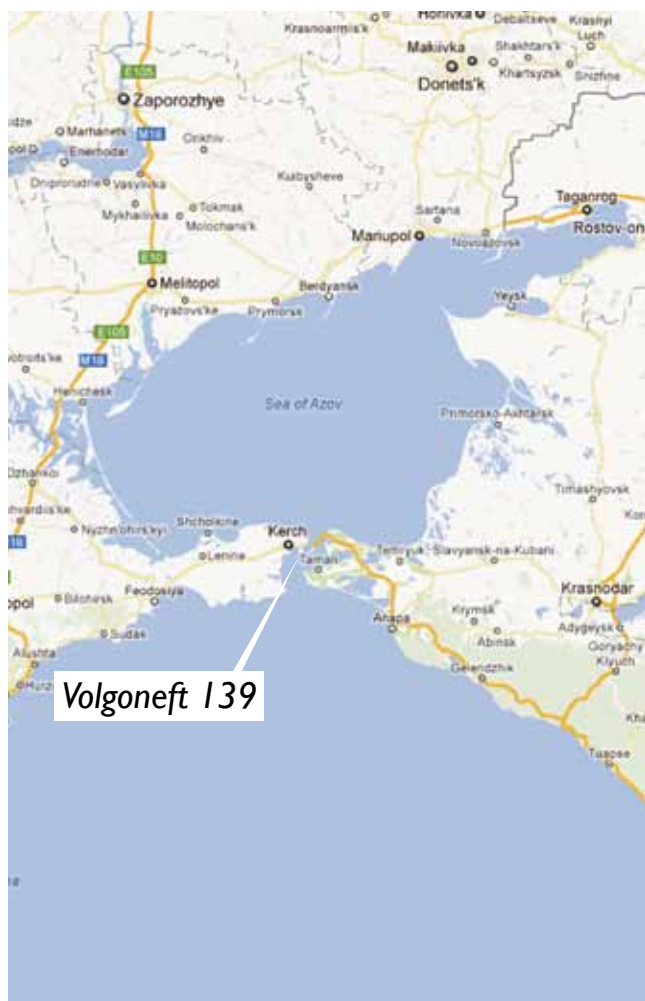 Horlivka
Debaltseve
Krasnyi
Luch
Krasnoarmis'k
Makiivka
Shakhtars'k
Donets'k
Khartsyzsk
Snizhne
E105
Zaporozhye
M18
Marhanets
Orikhiv
Enerhodar
Dniprorudne
Vasylivka
Kuibysheve
Tokmak
Mykhailivka
Molochans'k
Taganrog
Sartana
Rostov-on
Mariupol
Novoazovsk
E10
Melitopol
Berdyansk
Yeysk
Pryazovs'ke
Prymorsk
E105
M18
Henichesk
Sea of Azov
Primorsko-Akhtarsk
Dzhankoi
Timashyovsk
Nyzhn'ohirs'kyi
Shcholkine
Kerch
Lenine
Taman
Temryuk
Slavyansk-na-Kubani
Krasnodar
Bilohirsk
Feodosiya
Anapa
Krymsk
Adygeysk
Sudak
Abinsk
Goryachy
Klyuch
Alushta
Gelendzhik
Volgoneft 139
Tuapse